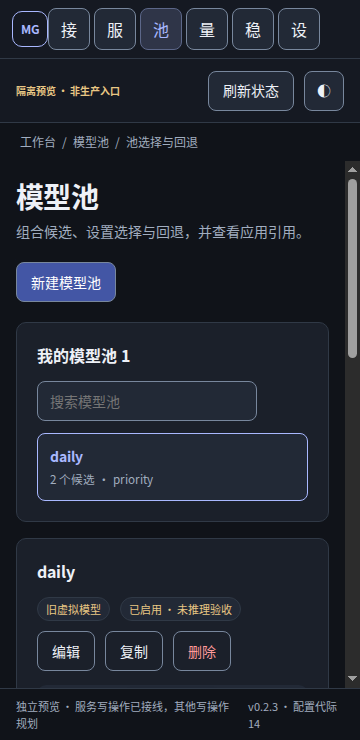 MG 接 服 池 量 稳 设
隔离预览 · 非生产入口 刷新状态
工作台 / 模型池 / 池选择与回退
模型池
组合候选、设置选择与回退，并查看应用引用。
新建模型池
我的模型池 1
搜索模型池
daily
2 个候选 · priority
daily
旧虚拟模型 已启用 · 未推理验收
编辑 复制 删除
独立预览 · 服务写操作已接线，其他写操作
规划
v0.2.3 · 配置代际
14